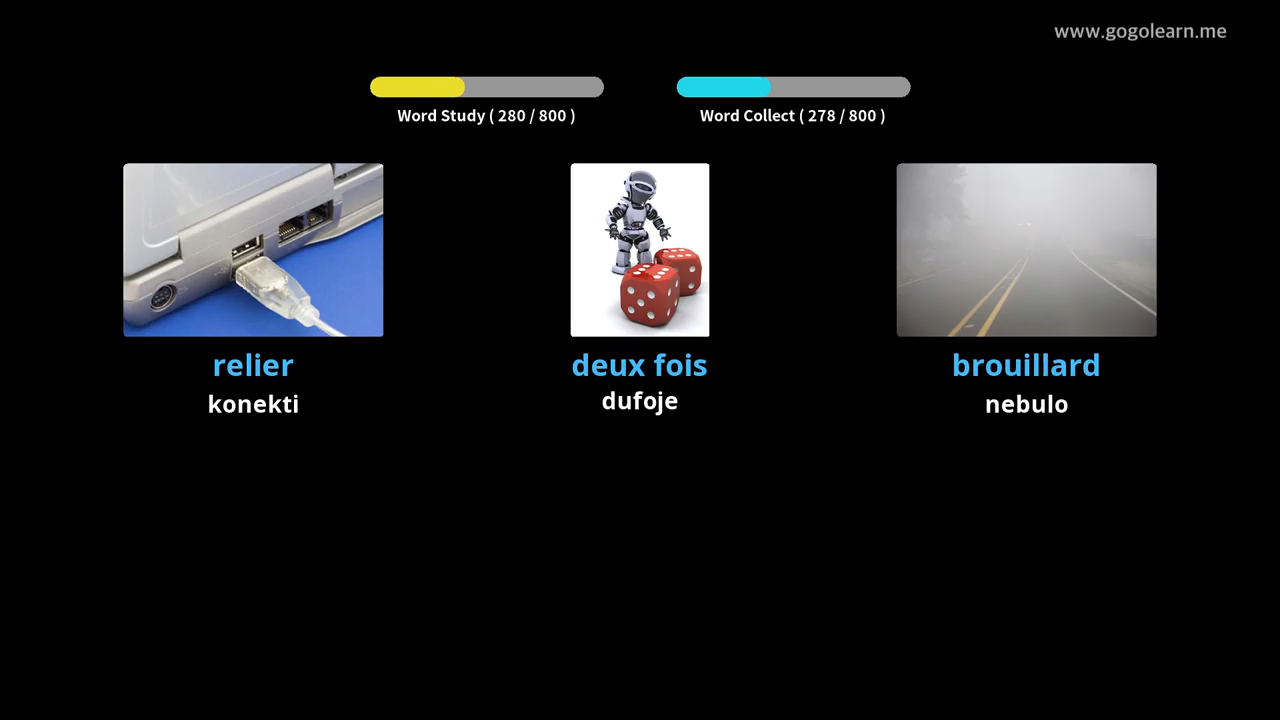 www.gogolearn.me
Word Study ( 280 / 800 )
Word Collect ( 278 / 800 )
relier
konekti
deux fois
dufoje
brouillard
nebulo